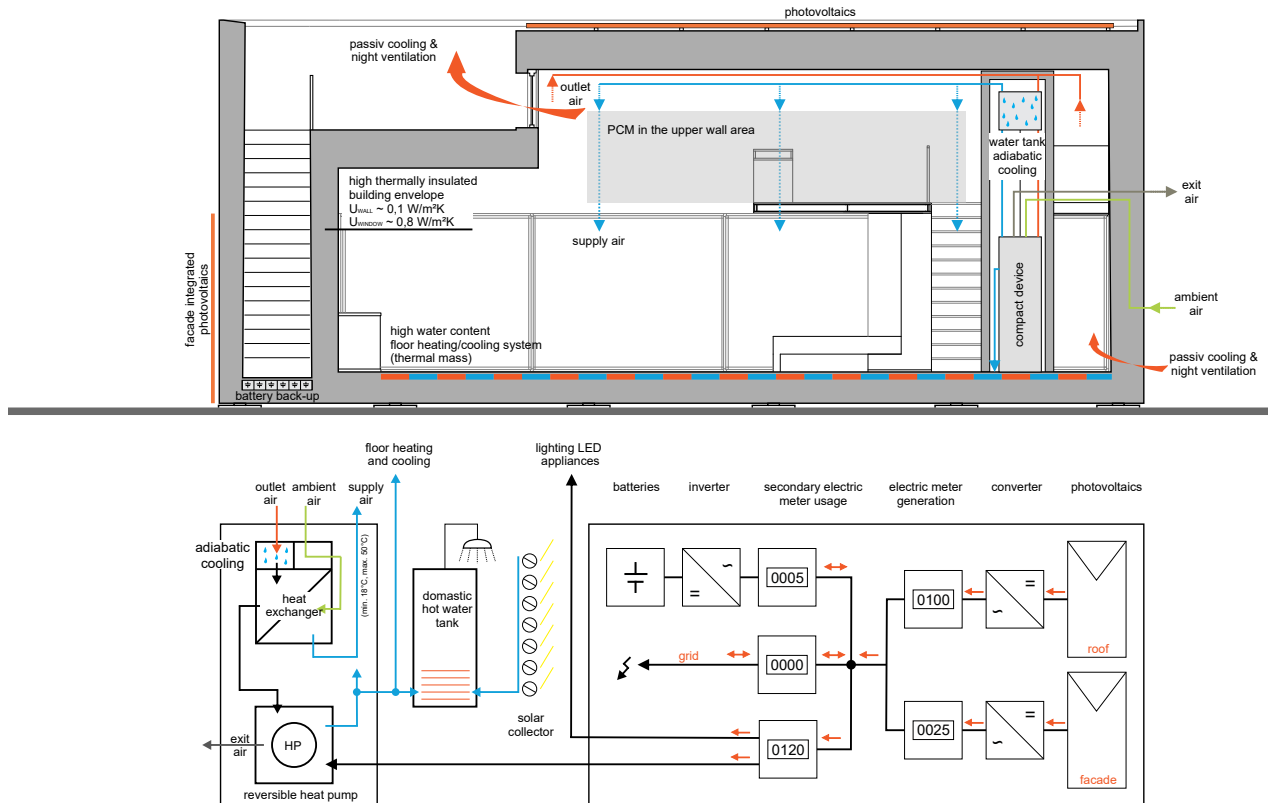 photovoltaics
passiv cooling &
night ventilation
outlet
air
PCM in the upper wall area
water tank
adiabatic
cooling
high thermally insulated
building envelope
UWALL ~ 0,1 W/m²K
UWINDOW ~ 0,8 W/m²K
exit
air
supply air
facade integrated
photovoltaics
compact device
ambient
air
high water content
floor heating/cooling system
(thermal mass)
passiv cooling &
night ventilation
battery back-up
floor heating
and cooling
lighting LED
appliances
outlet
air
ambient
air
supply
air
batteries
inverter
secondary electric
meter usage
electric meter
generation
converter
photovoltaics
adiabatic
cooling
heat
exchanger
(min. 18°C, max. 50°C)
domastic
hot water
tank
~
=
0005
0100
=
~
roof
grid
0000
solar
collector
0025
=
~
facade
exit
air
HP
0120
reversible heat pump